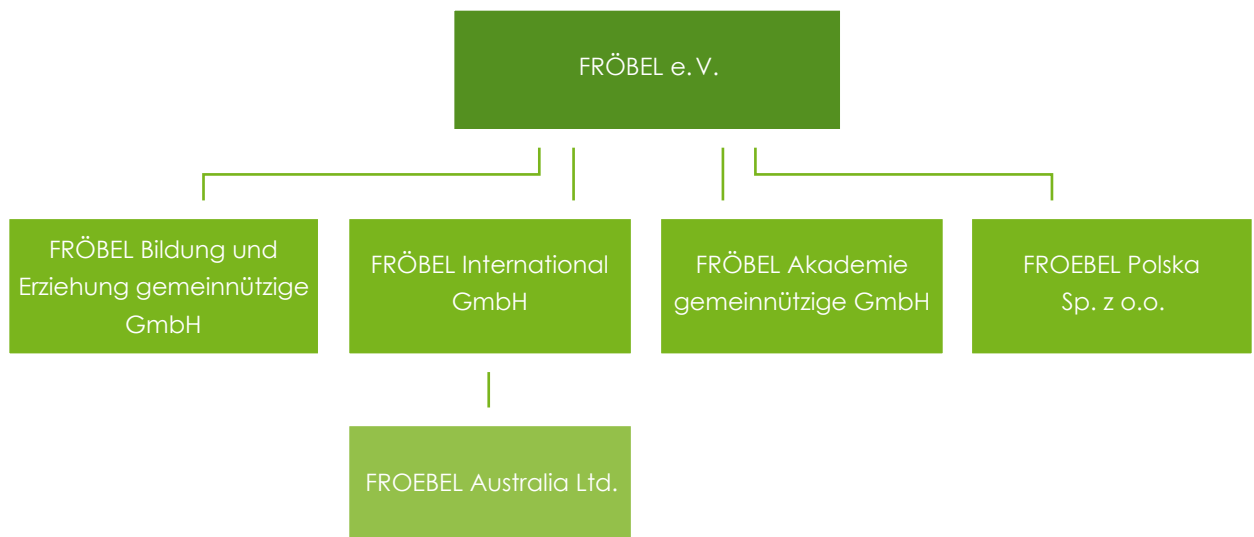 FRÖBEL e. V.
FRÖBEL Bildung und
Erziehung gemeinnützige
GmbH
FRÖBEL International
GmbH
FRÖBEL Akademie
gemeinnützige GmbH
FROEBEL Polska
Sp. z o.o.
FROEBEL Australia Ltd.